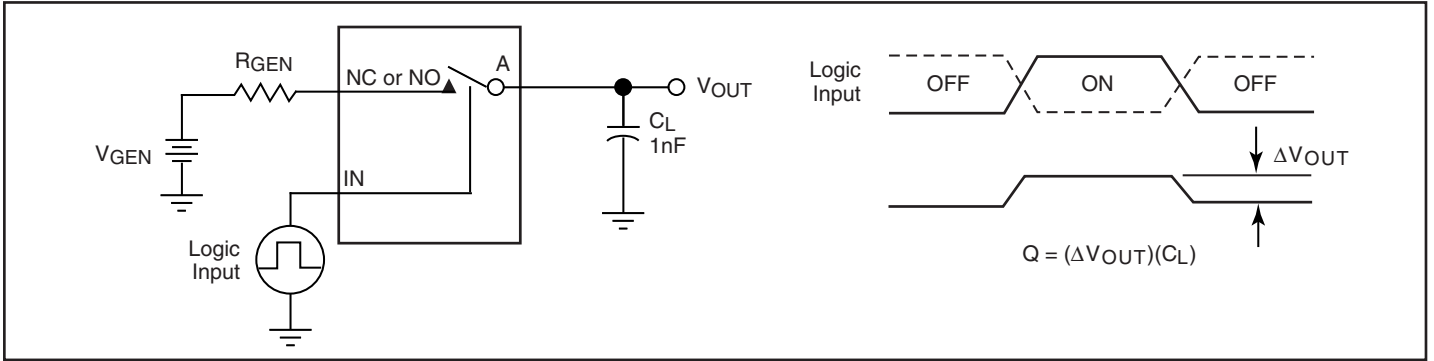 RGEN
NC or NO
A
VOUT
CL
1nF
VGEN
IN
Logic
Input
Logic
Input
OFF
ON
OFF
ΔVOUT
Q = (ΔVOUT)(CL)